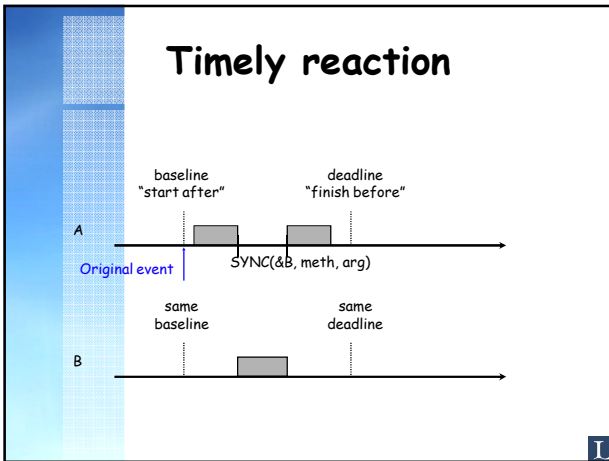 Timely reaction
baseline
"start after"
deadline
"finish before"
A
Original event
SYNC(&B, meth, arg)
same
baseline
same
deadline
B